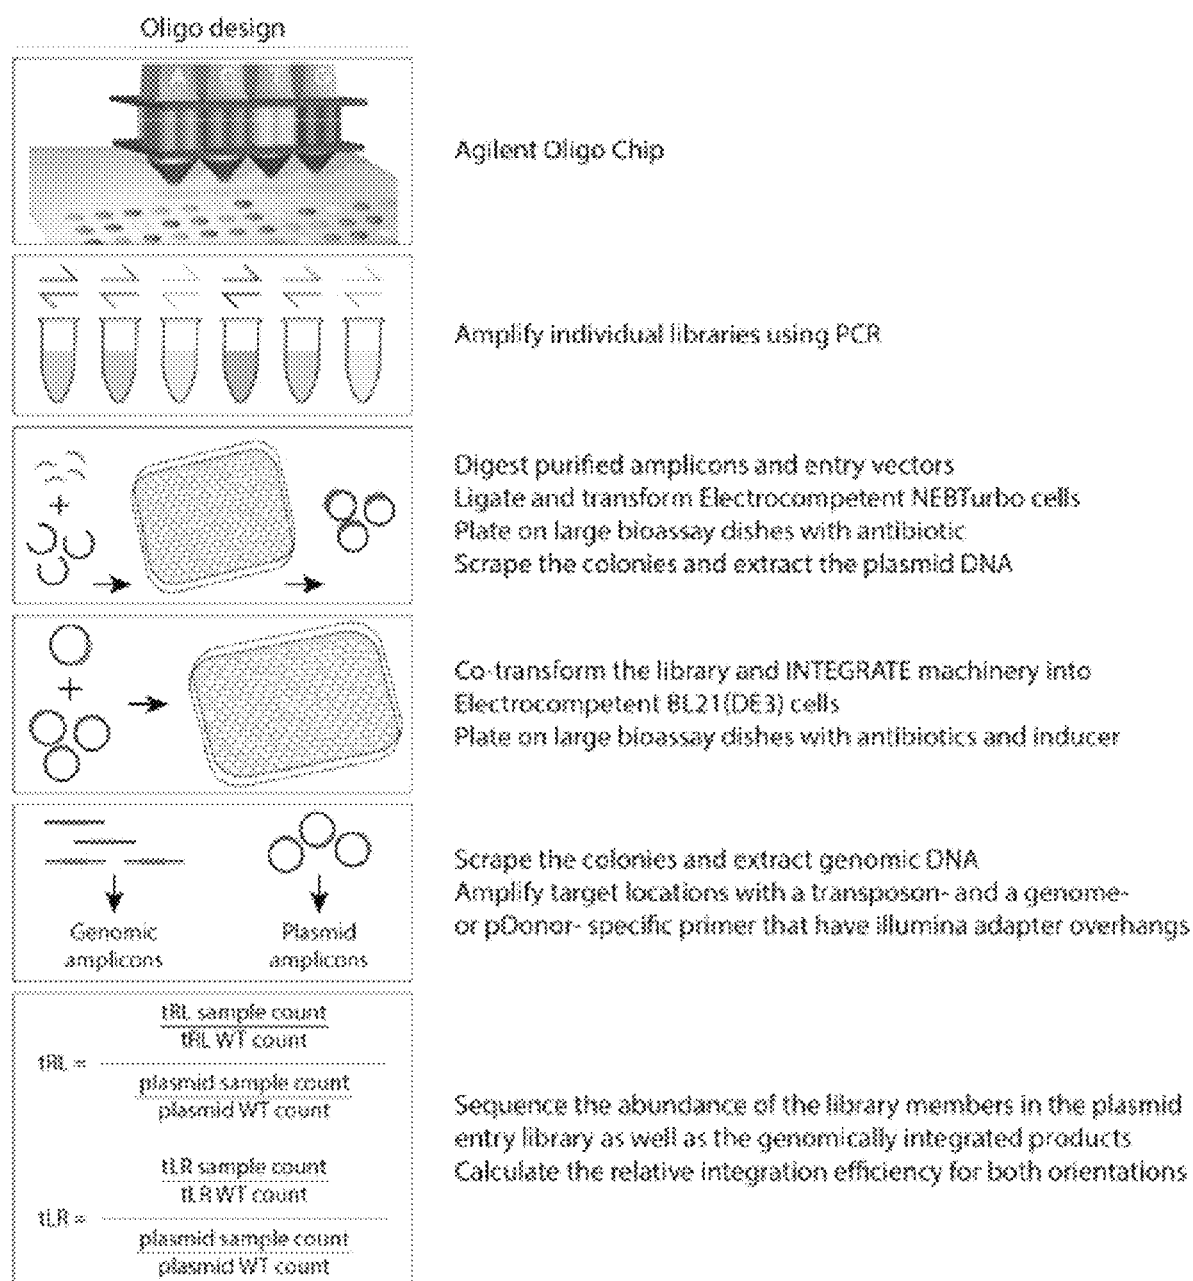 Oligo design
Agilent Oligo Chip
Amplify individual libraries using PCR
Digest purified amplicons and entry vectors
Ligate and transform Electrocompetent NEBTurbo cells
Plate on large bioassay dishes with antibiotic
Scrape the colonies and extract the plasmid DNA
+
Co-transform the library and INTEGRATE machinery into
Electrocompetent BL21(DE3) cells
Plate on large bioassay dishes with antibiotics and inducer
+
Scrape the colonies and extract genomic DNA
Amplify target locations with a transposon- and a genome-
or pDonor- specific primer that have illumina adapter overhangs
Genomic
amplicons
Plasmid
amplicons
tRL sample count
tRL WT count
tRL =
plasmid sample count
plasmid WT count
tLR sample count
tLR WT count
tLR =
plasmid sample count
plasmid WT count
Sequence the abundance of the library members in the plasmid
entry library as well as the genomically integrated products
Calculate the relative integration efficiency for both orientations